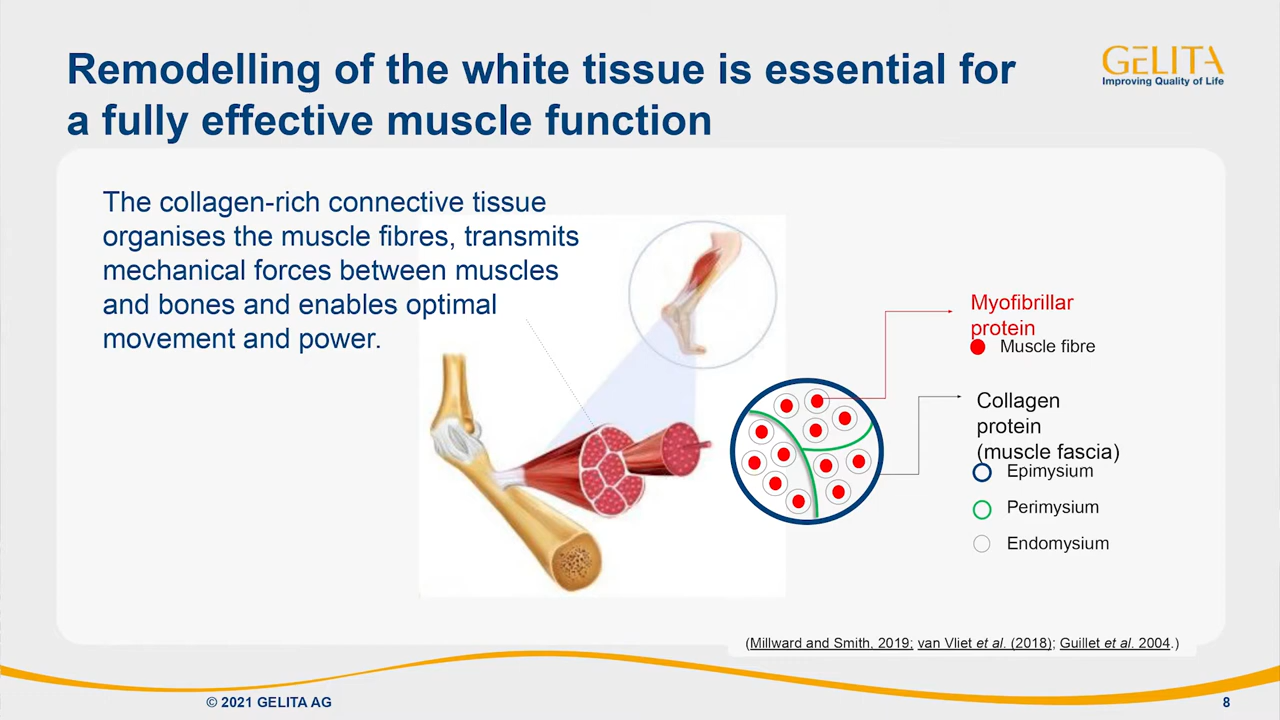 Remodelling of the white tissue is essential for
a fully effective muscle function
GELITA
Improving Quality of Life
The collagen-rich connective tissue
organises the muscle fibres, transmits
mechanical forces between muscles
and bones and enables optimal
movement and power.
Myofibrillar
protein
Muscle fibre
Collagen
protein
(muscle fascia)
Epimysium
Perimysium
Endomysium
(Millward and Smith, 2019; van Vliet et al. (2018); Guillet et al. 2004.)
© 2021 GELITA AG
8